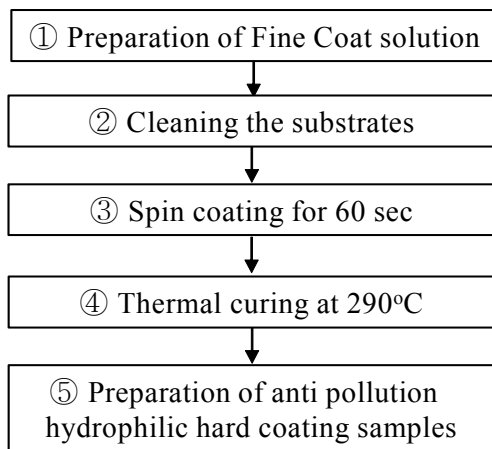 ① Preparation of Fine Coat solution
② Cleaning the substrates
③ Spin coating for 60 sec
④ Thermal curing at 290ºC
⑤ Preparation of anti pollution
hydrophilic hard coating samples